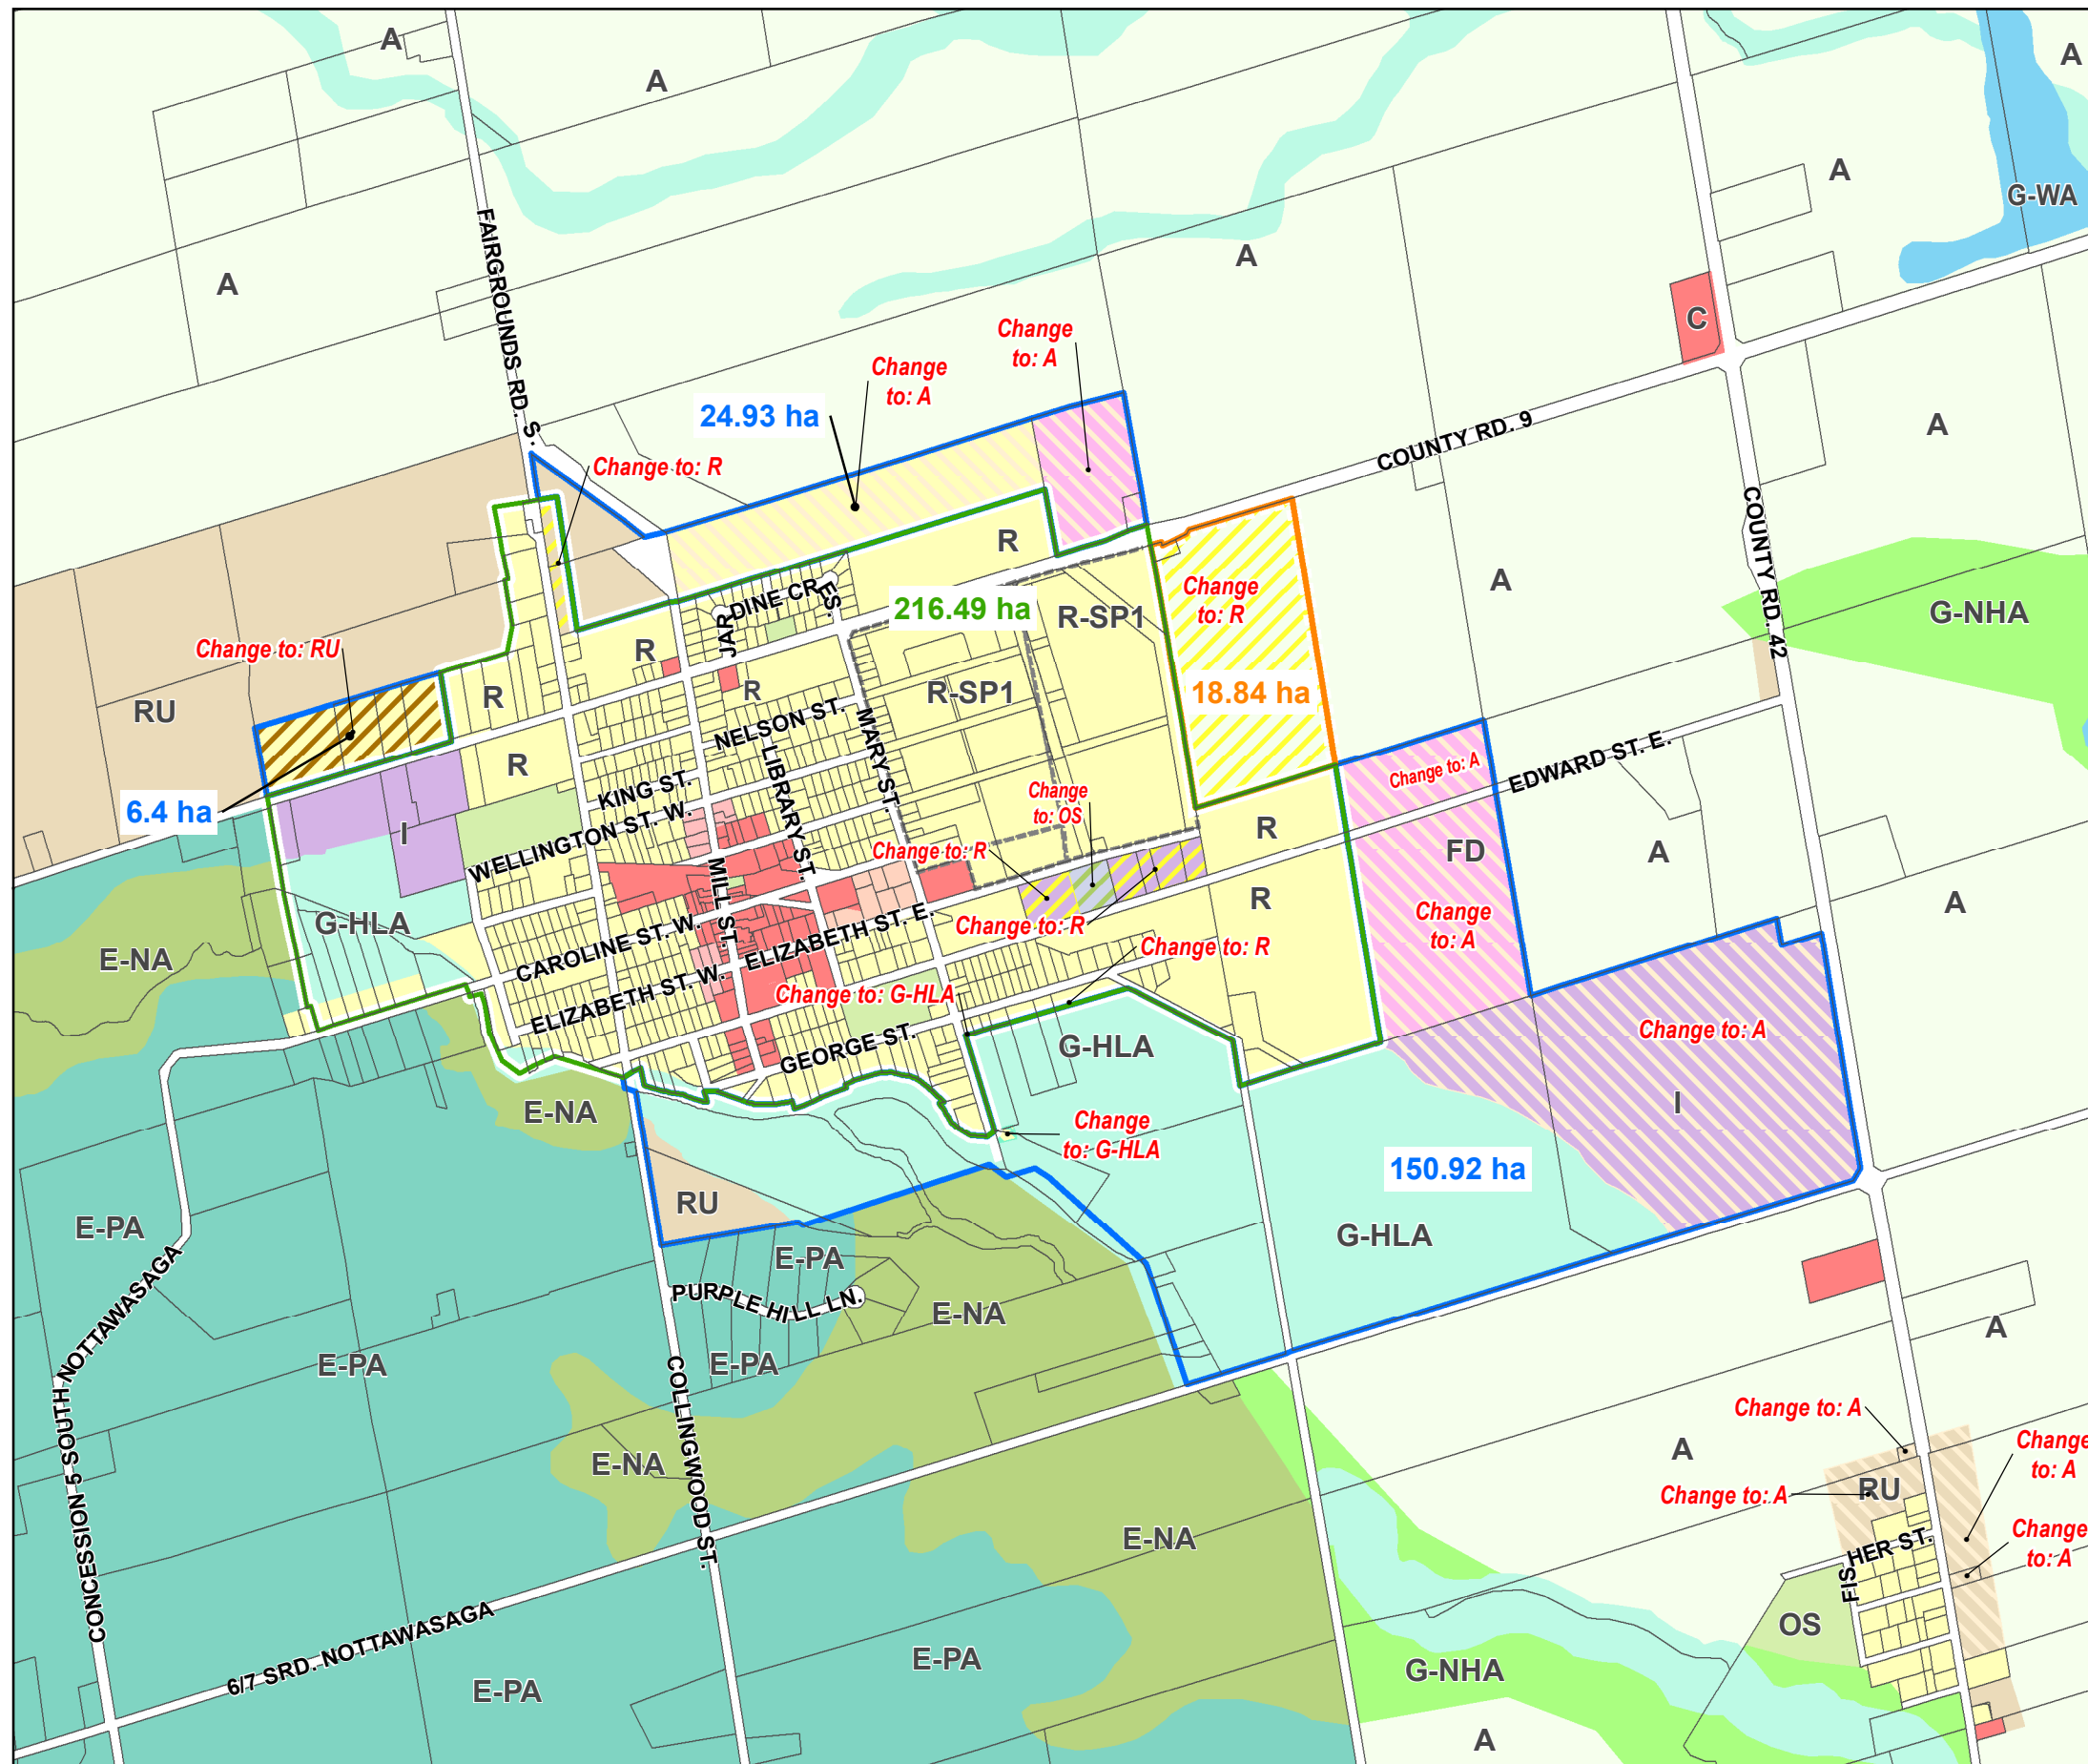 A
A
A
A
G-WA
A
FAIRGROUNDS RD. S.
A
A
C
Change
to: A
Change
to: A
24.93 ha
COUNTY RD. 9
A
Change to: R
COUNTY RD. 42
R
A
G-NHA
JARDINE CRES.
216.49 ha
R-SP1
Change
to: R
Change to: RU
R
R
R
R-SP1
18.84 ha
RU
NELSON ST.
MARY ST.
R
KING ST.
LIBRARY ST.
Change to: A
EDWARD ST. E.
6.4 ha
I
WELLINGTON ST. W.
Change
to: OS
R
FD
A
Change to: R
MILL ST.
R
A
G-HLA
Change to: R
Change
to: A
E-NA
CAROLINE ST. W.
ELIZABETH ST. E.
Change to: R
ELIZABETH ST. W.
Change to: G-HLA
Change to: A
GEORGE ST.
G-HLA
E-NA
I
Change
to: G-HLA
150.92 ha
RU
E-PA
G-HLA
E-PA
PURPLE HILL LN.
E-NA
A
E-PA
E-PA
CONCESSION 5 SOUTH NOTTAWASAGA
COLLINGWOOD ST.
Change to: A
A
Change
to: A
E-NA
RU
Change to: A
E-NA
Change
to: A
FISHER ST.
6/7 SRD. NOTTAWASAGA
OS
E-PA
G-NHA
E-PA
A